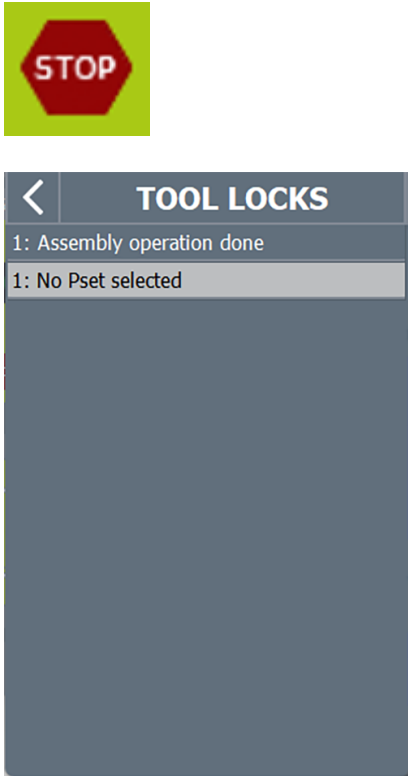 STOP
TOOL LOCKS
1: Assembly operation done
1: No Pset selected